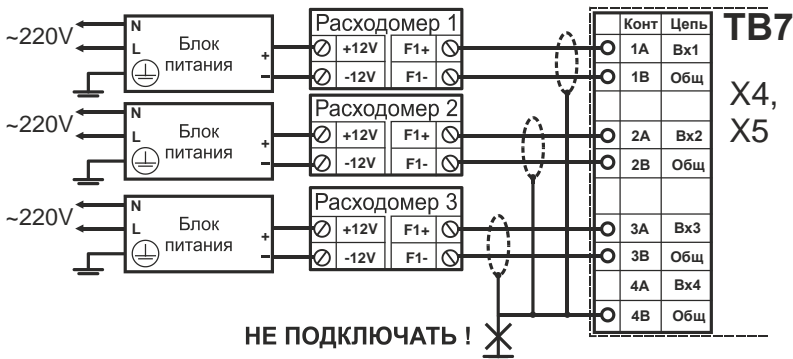 ~220V
N
L
Блок питания
+
–
Расходомер 1
+12V
F1+
-12V
F1-
~220V
N
L
Блок питания
+
–
Расходомер 2
+12V
F1+
-12V
F1-
~220V
N
L
Блок питания
+
–
Расходомер 3
+12V
F1+
-12V
F1-
НЕ ПОДКЛЮЧАТЬ !
Конт Цепь
1A Вх1
1B Общ
2A Вх2
2B Общ
3A Вх3
3B Общ
4A Вх4
4B Общ
ТВ7
X4,
X5